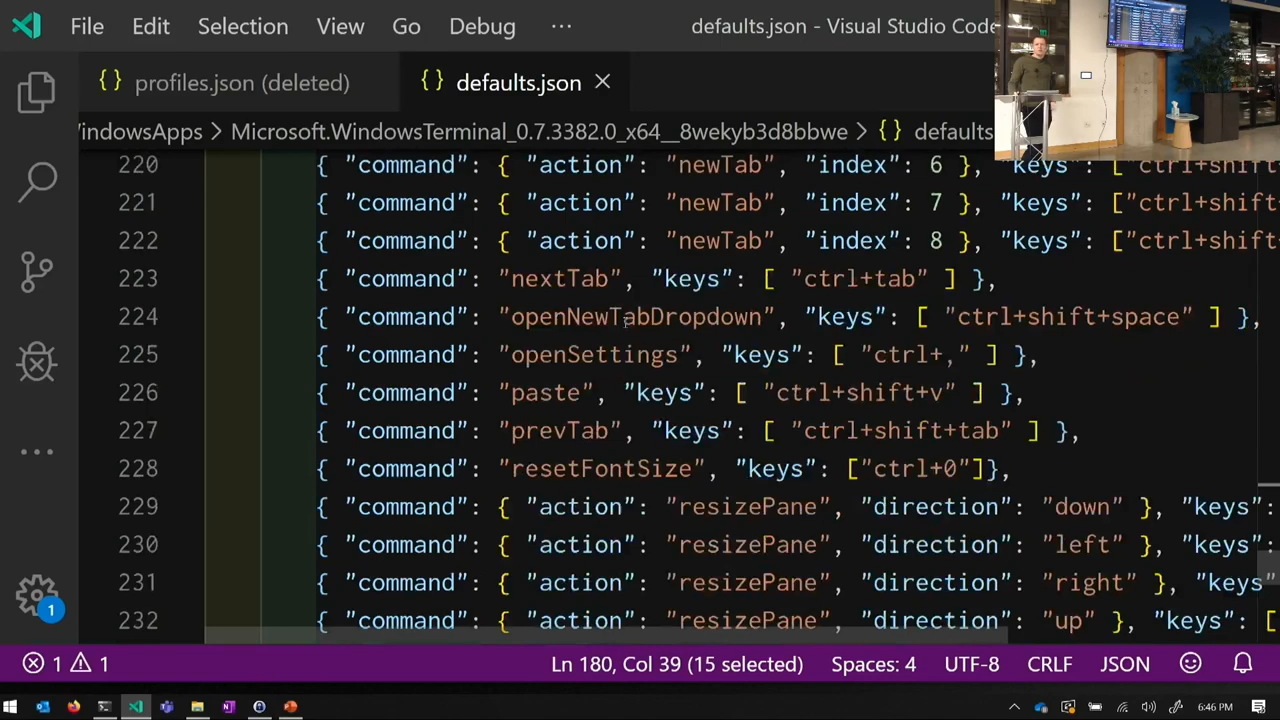 File Edit Selection View Go Debug ··· defaults.json - Visual Studio Code
{} profiles.json (deleted) {} defaults.json ×
indowsApps > Microsoft.WindowsTerminal_0.7.3382.0_x64__8wekyb3d8bbwe > {} defaults
220 { "command": { "action": "newTab", "index": 6 }, "keys": ["ctrl+shift
221 { "command": { "action": "newTab", "index": 7 }, "keys": ["ctrl+shift
222 { "command": { "action": "newTab", "index": 8 }, "keys": ["ctrl+shift
223 { "command": "nextTab", "keys": [ "ctrl+tab" ] },
224 { "command": "openNewTabDropdown", "keys": [ "ctrl+shift+space" ] },
225 { "command": "openSettings", "keys": [ "ctrl+," ] },
226 { "command": "paste", "keys": [ "ctrl+shift+v" ] },
227 { "command": "prevTab", "keys": [ "ctrl+shift+tab" ] },
228 { "command": "resetFontSize", "keys": ["ctrl+0"]},
229 { "command": { "action": "resizePane", "direction": "down" }, "keys":
230 { "command": { "action": "resizePane", "direction": "left" }, "keys":
231 { "command": { "action": "resizePane", "direction": "right" }, "keys"
232 { "command": { "action": "resizePane", "direction": "up" }, "keys": [
1
1 1 Ln 180, Col 39 (15 selected) Spaces: 4 UTF-8 CRLF JSON
6:46 PM